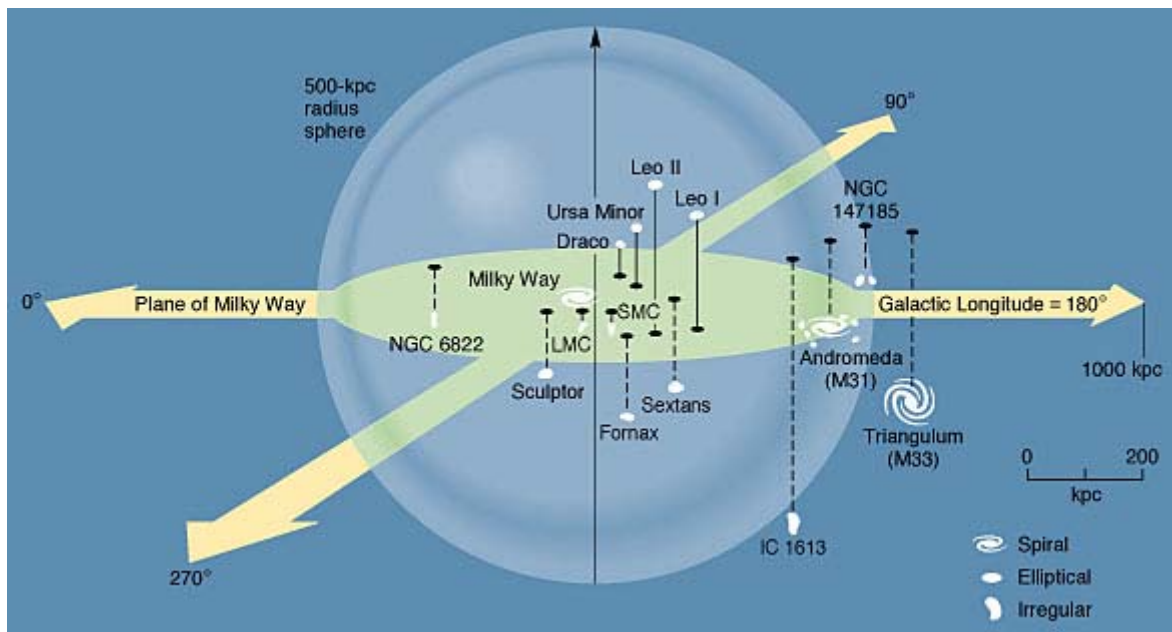 500-kpc
radius
sphere
90°
Leo II
Leo I
NGC
147185
Ursa Minor
Draco
Milky Way
0°
Plane of Milky Way
SMC
Galactic Longitude = 180°
NGC 6822
LMC
Andromeda
(M31)
1000 kpc
Sculptor
Sextans
Fornax
Triangulum
(M33)
0
200
kpc
IC 1613
270°
Spiral
Elliptical
Irregular